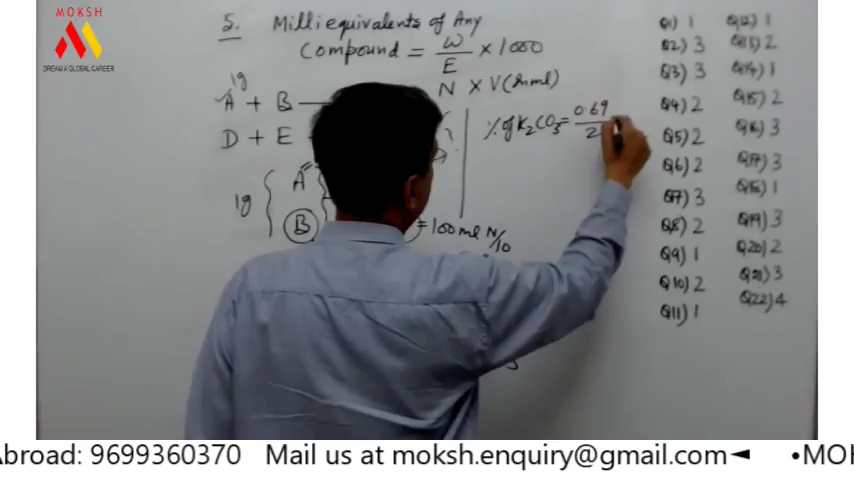 MOKSH
DREAM A GLOBAL CAREER
5. Milliequivalents of Any
Compound = W/E × 1000
N × V (in ml)
1g
A + B
D + E
1g { A
B
= 100 ml N/10
% of K2CO3 = 0.69
2
Q1) 1
Q2) 3
Q3) 3
Q4) 2
Q5) 2
Q6) 2
Q7) 3
Q8) 2
Q9) 1
Q10) 2
Q11) 1
Q12) 1
Q13) 2
Q14) 1
Q15) 2
Q16) 3
Q17) 3
Q18) 1
Q19) 3
Q20) 2
Q21) 3
Q22) 4
Abroad: 9699360370 Mail us at moksh.enquiry@gmail.com◄ •MOK